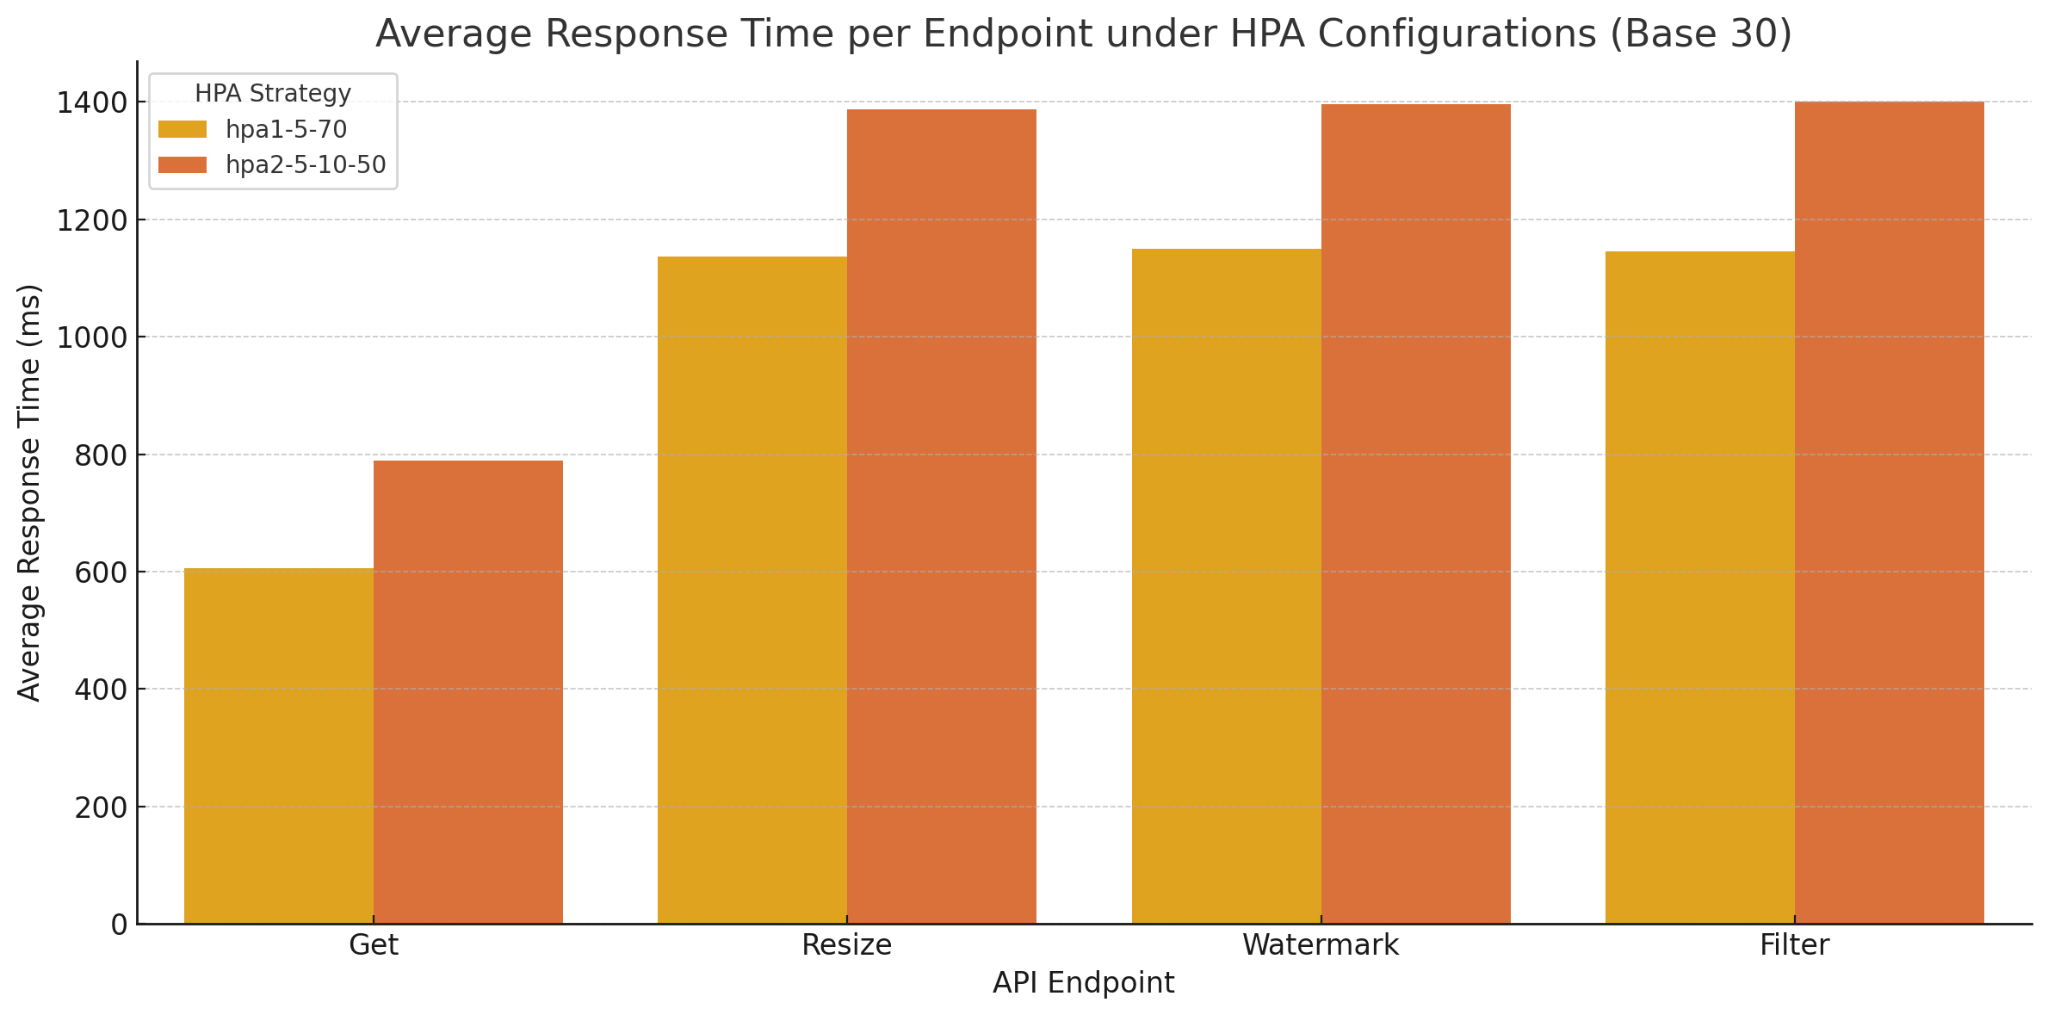 Average Response Time per Endpoint under HPA Configurations (Base 30)
HPA Strategy
hpa1-5-70
hpa2-5-10-50
Average Response Time (ms)
1400
1200
1000
800
600
400
200
0
Get
Resize
Watermark
Filter
API Endpoint